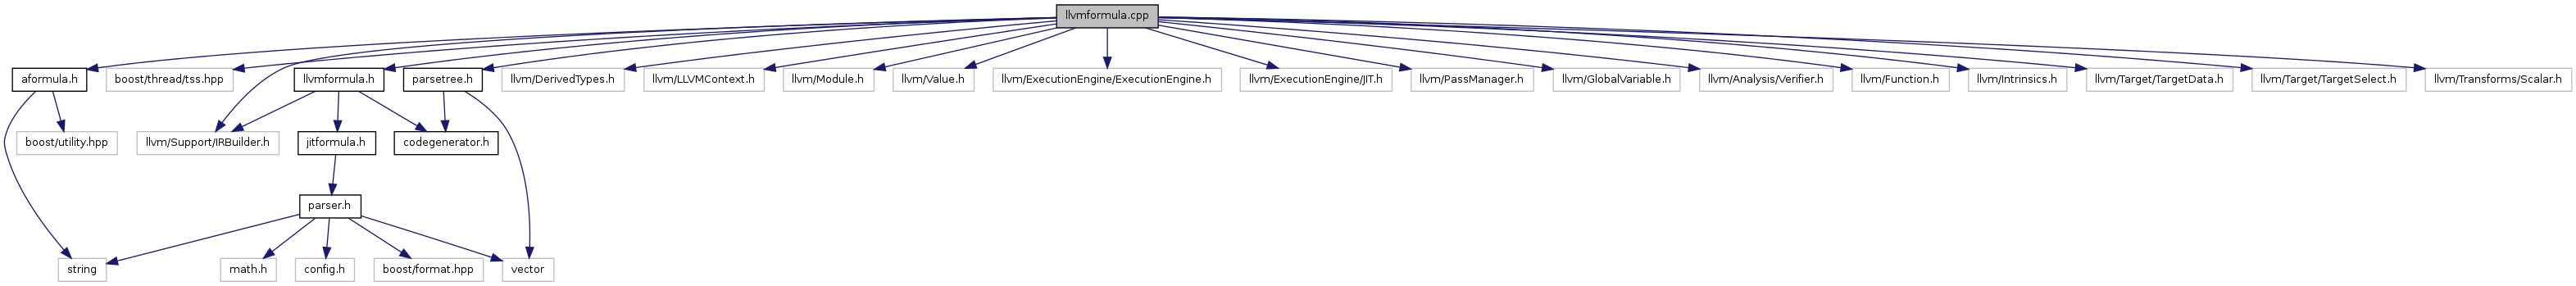 llvmformula.cpp
aformula.h
boost/thread/tss.hpp
llvmformula.h
parsetree.h
llvm/DerivedTypes.h
llvm/LLVMContext.h
llvm/Module.h
llvm/Value.h
llvm/ExecutionEngine/ExecutionEngine.h
llvm/ExecutionEngine/JIT.h
llvm/PassManager.h
llvm/GlobalVariable.h
llvm/Analysis/Verifier.h
llvm/Function.h
llvm/Intrinsics.h
llvm/Target/TargetData.h
llvm/Target/TargetSelect.h
llvm/Transforms/Scalar.h
boost/utility.hpp
llvm/Support/IRBuilder.h
jitformula.h
codegenerator.h
parser.h
string
math.h
config.h
boost/format.hpp
vector